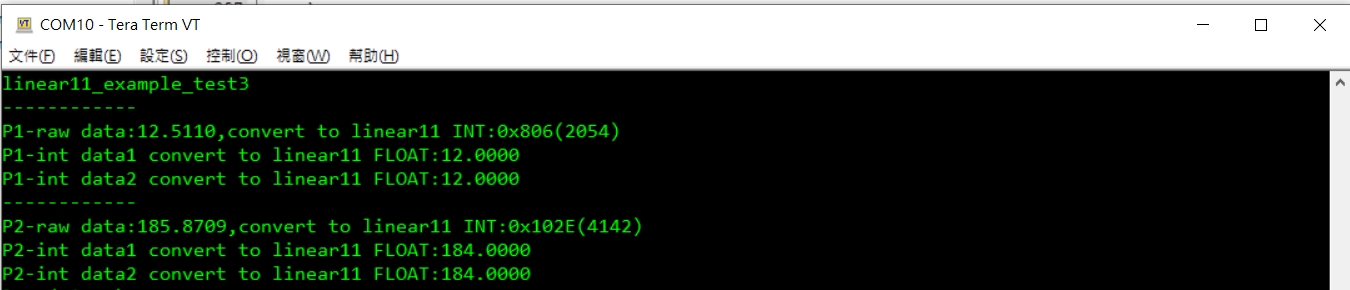 COM10 - Tera Term VT
文件(F) 編輯(E) 設定(S) 控制(O) 視窗(W) 幫助(H)
linear11_example_test3
------------
P1-raw data:12.5110,convert to linear11 INT:0x806(2054)
P1-int data1 convert to linear11 FLOAT:12.0000
P1-int data2 convert to linear11 FLOAT:12.0000
------------
P2-raw data:185.8709,convert to linear11 INT:0x102E(4142)
P2-int data1 convert to linear11 FLOAT:184.0000
P2-int data2 convert to linear11 FLOAT:184.0000